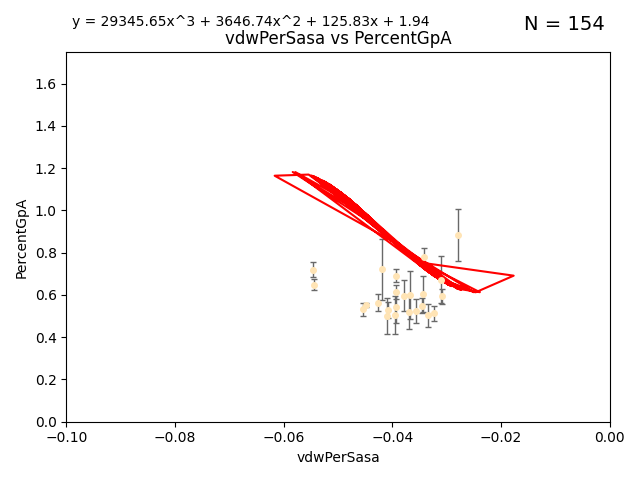 y = 29345.65x^3 + 3646.74x^2 + 125.83x + 1.94
N = 154
vdwPerSasa vs PercentGpA
1.6
1.4
1.2
1.0
0.8
0.6
0.4
0.2
0.0
PercentGpA
−0.10 −0.08 −0.06 −0.04 −0.02 0.00
vdwPerSasa